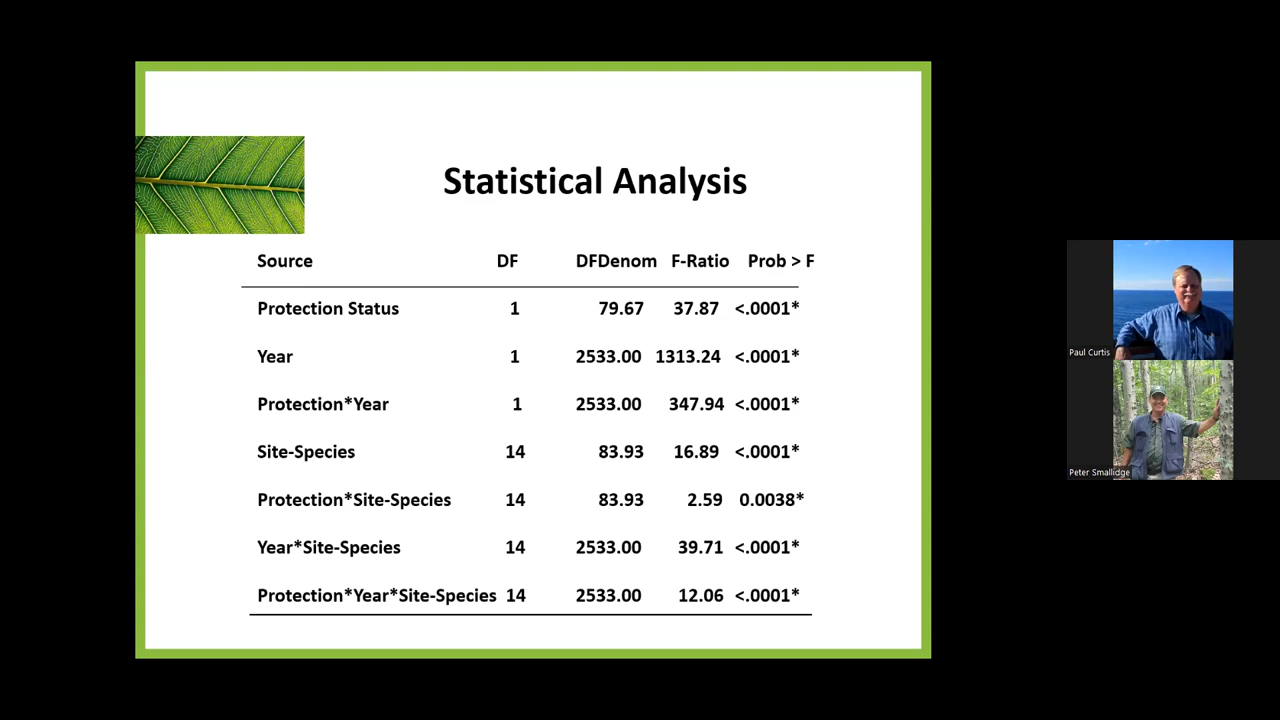 Statistical Analysis
Source DF DFDenom F-Ratio Prob > F
Protection Status 1 79.67 37.87 <.0001*
Year 1 2533.00 1313.24 <.0001*
Protection*Year 1 2533.00 347.94 <.0001*
Site-Species 14 83.93 16.89 <.0001*
Protection*Site-Species 14 83.93 2.59 0.0038*
Year*Site-Species 14 2533.00 39.71 <.0001*
Protection*Year*Site-Species 14 2533.00 12.06 <.0001*
Paul Curtis
Peter Smallidge